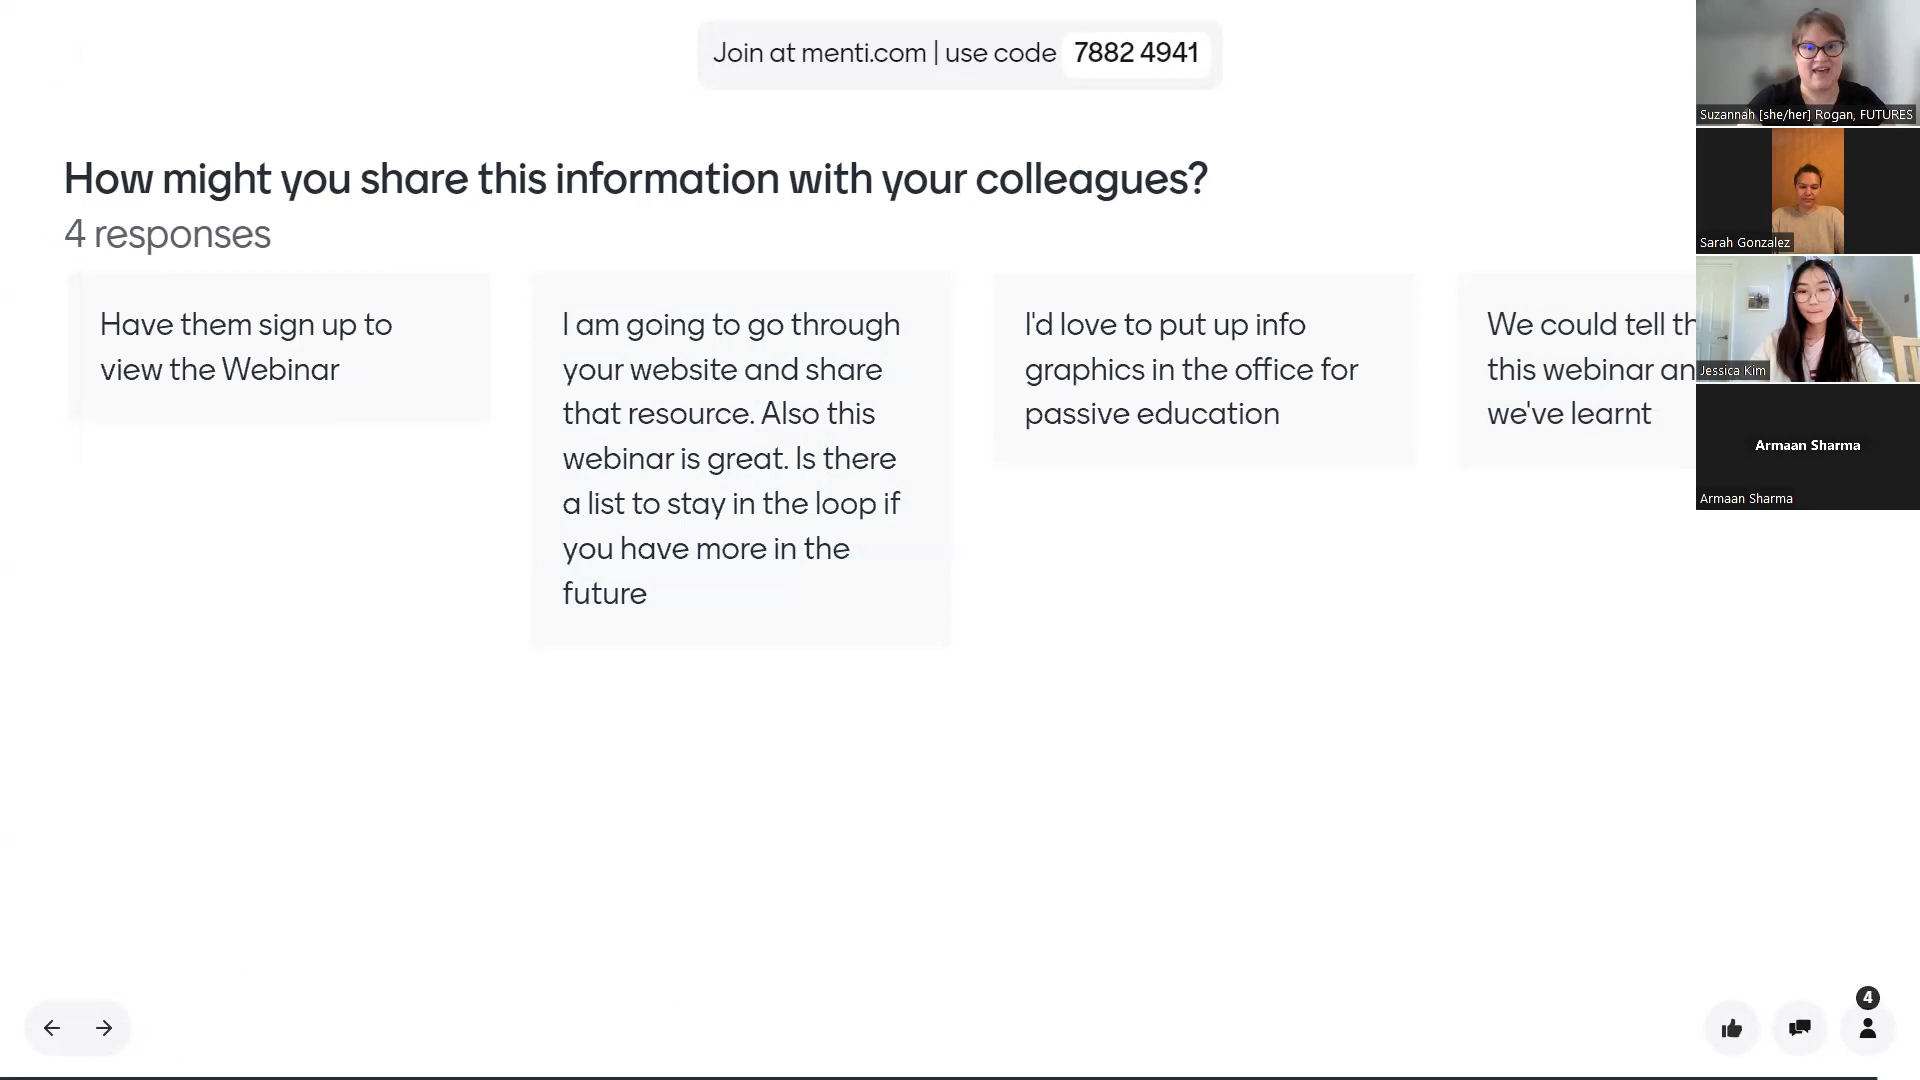 Join at menti.com | use code 7882 4941
How might you share this information with your colleagues?
4 responses
Have them sign up to
view the Webinar
I am going to go through
your website and share
that resource. Also this
webinar is great. Is there
a list to stay in the loop if
you have more in the
future
I'd love to put up info
graphics in the office for
passive education
We could tell
this webinar
we've learnt
Suzannah [she/her] Rogan, FUTURES
Sarah Gonzalez
Jessica Kim
Armaan Sharma
Armaan Sharma
4